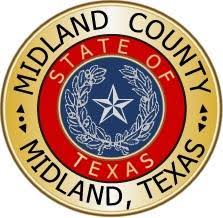 MIDLAND COUNTY
STATE OF
TEXAS
MIDLAND, TEXAS